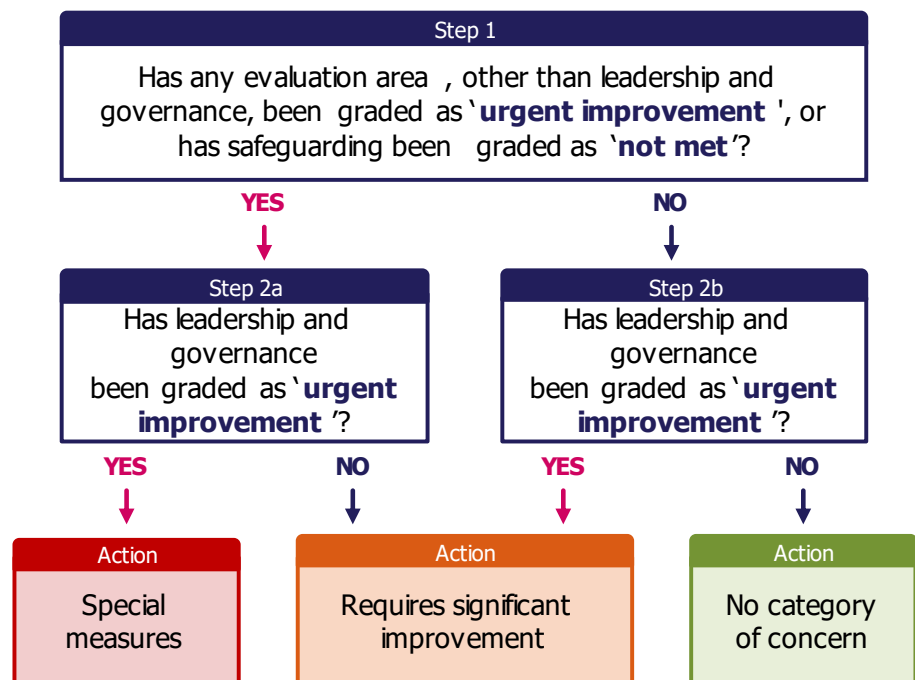 Step 1
Has any evaluation area , other than leadership and
governance, been graded as ‘urgent improvement ', or
has safeguarding been graded as ‘not met’?
YES
NO
Step 2a
Has leadership and
governance
been graded as ‘urgent
improvement ’?
Step 2b
Has leadership and
governance
been graded as ‘urgent
improvement ’?
YES
NO
YES
NO
Action
Special
measures
Action
Requires significant
improvement
Action
No category
of concern